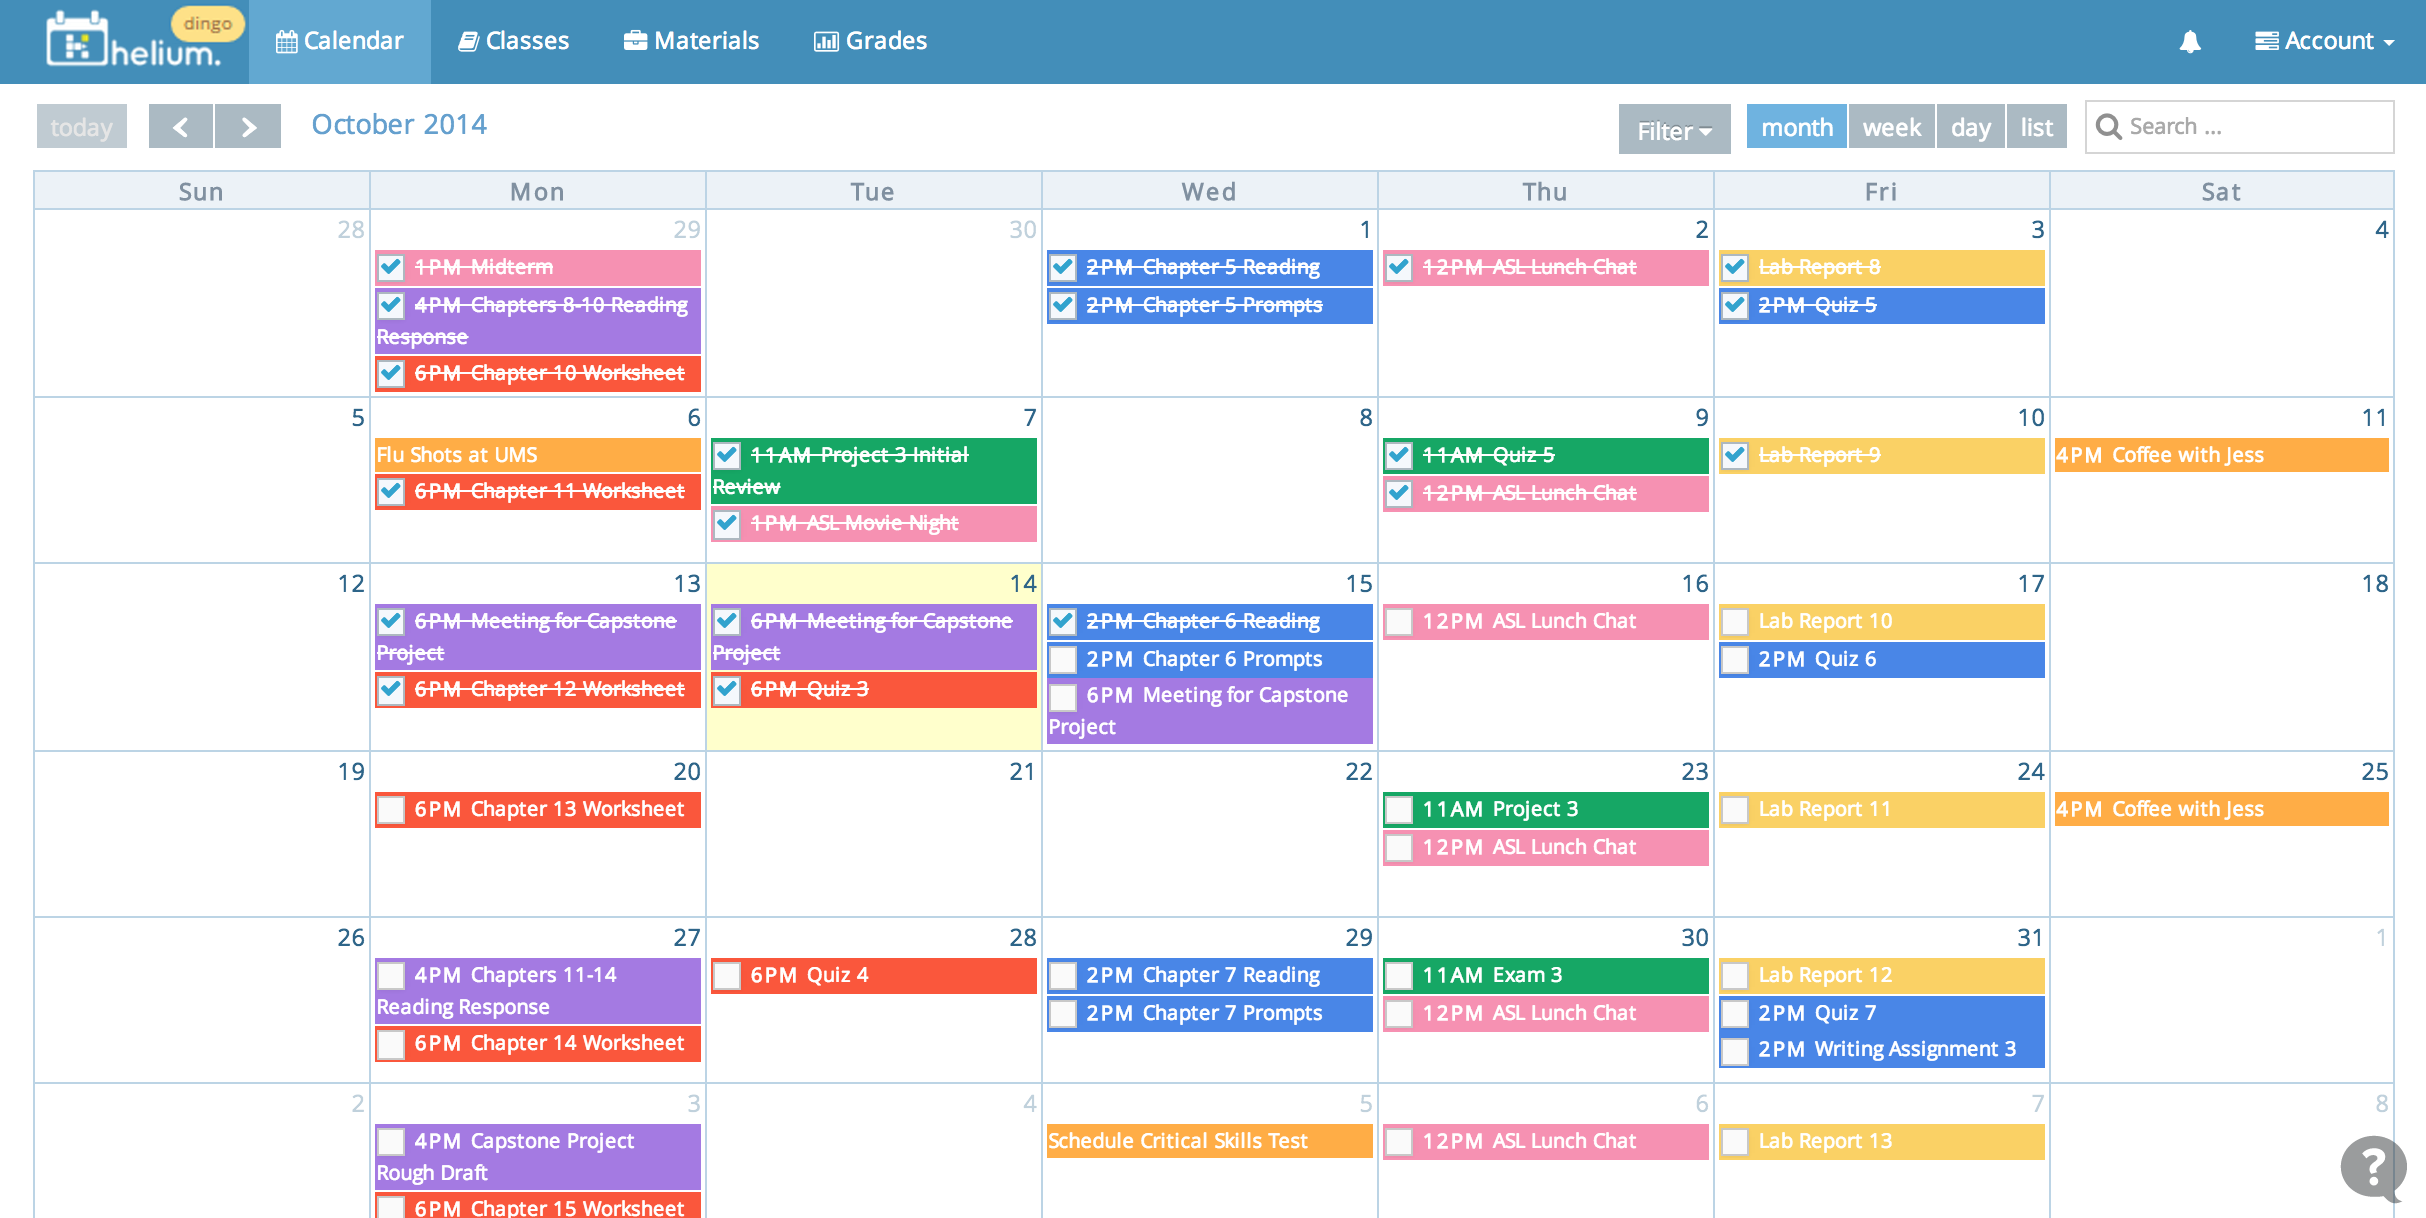 helium.
dingo
Calendar
Classes
Materials
Grades
Account
today
October 2014
Filter
month
week
day
list
Search ...
Sun Mon Tue Wed Thu Fri Sat
28
29
1PM Midterm
4PM Chapters 8-10 Reading
Response
6PM Chapter 10 Worksheet
30
1
2PM Chapter 5 Reading
2PM Chapter 5 Prompts
2
12PM ASL Lunch Chat
3
Lab Report 8
2PM Quiz 5
4
5
6
Flu Shots at UMS
6PM Chapter 11 Worksheet
7
11AM Project 3 Initial
Review
1PM ASL Movie Night
8
9
11AM Quiz 5
12PM ASL Lunch Chat
10
Lab Report 9
11
4PM Coffee with Jess
12
13
6PM Meeting for Capstone
Project
6PM Chapter 12 Worksheet
14
6PM Meeting for Capstone
Project
6PM Quiz 3
15
2PM Chapter 6 Reading
2PM Chapter 6 Prompts
6PM Meeting for Capstone
Project
16
12PM ASL Lunch Chat
17
Lab Report 10
2PM Quiz 6
18
19
20
6PM Chapter 13 Worksheet
21
22
23
11AM Project 3
12PM ASL Lunch Chat
24
Lab Report 11
25
4PM Coffee with Jess
26
27
4PM Chapters 11-14
Reading Response
6PM Chapter 14 Worksheet
28
6PM Quiz 4
29
2PM Chapter 7 Reading
2PM Chapter 7 Prompts
30
11AM Exam 3
12PM ASL Lunch Chat
31
Lab Report 12
2PM Quiz 7
2PM Writing Assignment 3
1
2
3
4PM Capstone Project
Rough Draft
6PM Chapter 15 Worksheet
4
5
Schedule Critical Skills Test
6
12PM ASL Lunch Chat
7
Lab Report 13
8
?